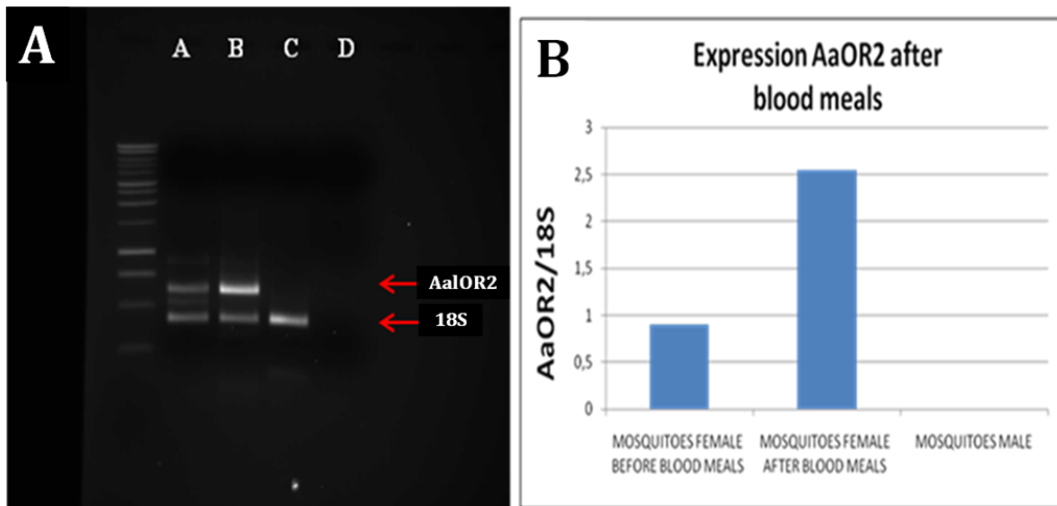 A
A B C D
AalOR2
18S
B
Expression AaOR2 after
blood meals
AaOR2/18S
3
2,5
2
1,5
1
0,5
0
MOSQUITOES FEMALE
BEFORE BLOOD MEALS
MOSQUITOES FEMALE
AFTER BLOOD MEALS
MOSQUITOES MALE